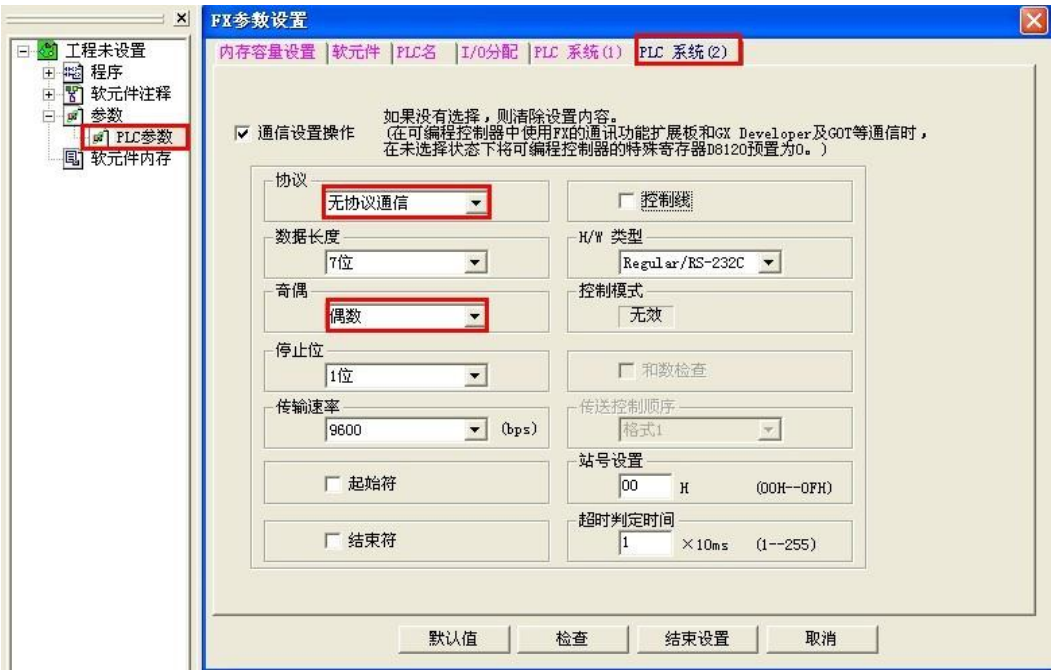 FX参数设置
工程未设置
程序
软元件注释
参数
PLC参数
软元件内存
内存容量设置 软元件 PLC名 I/O分配 PLC 系统(1) PLC 系统(2)
通信设置操作
如果没有选择，则清除设置内容。
(在可编程控制器中使用FX的通讯功能扩展板和GX Developer及GOT等通信时，
在未选择状态下将可编程控制器的特殊寄存器D8120预置为0。)
协议
无协议通信
控制线
数据长度
7位
H/W 类型
Regular/RS-232C
奇偶
偶数
控制模式
无效
停止位
1位
和数检查
传输速率
9600 (bps)
传送控制顺序
格式1
起始符
站号设置
00 H (00H--0FH)
结束符
超时判定时间
1 ×10ms (1--255)
默认值 检查 结束设置 取消